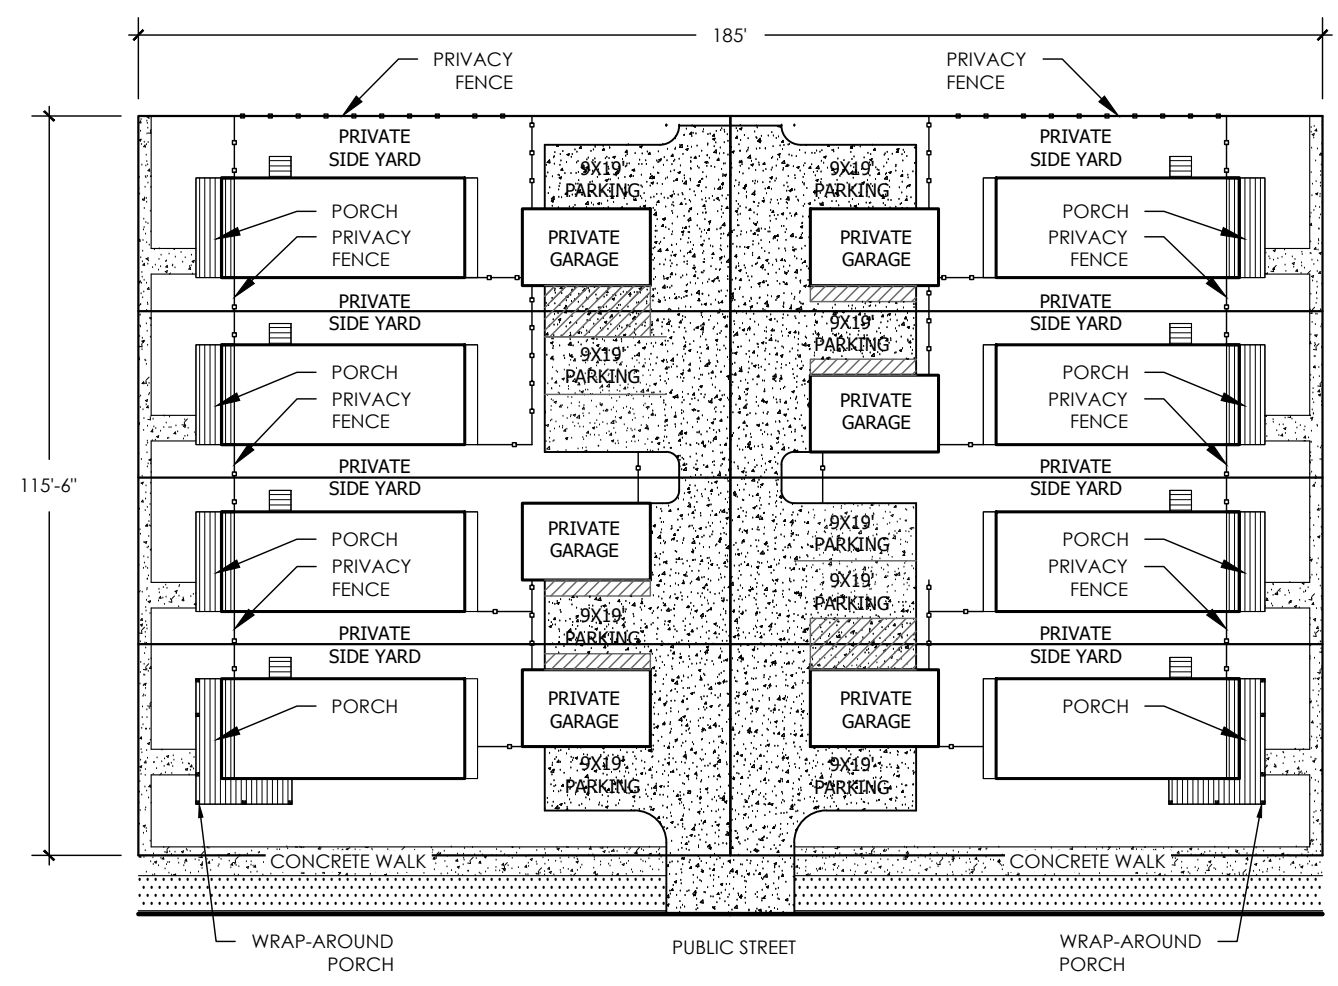 185'
PRIVACY
FENCE
PRIVACY
FENCE
PRIVATE
SIDE YARD
9X19'
PARKING
9X19'
PARKING
PRIVATE
SIDE YARD
PORCH
PRIVACY
FENCE
PRIVATE
GARAGE
PRIVATE
GARAGE
PORCH
PRIVACY
FENCE
PRIVATE
SIDE YARD
9X19'
PARKING
PRIVATE
SIDE YARD
PORCH
PRIVACY
FENCE
9X19'
PARKING
PRIVATE
GARAGE
PORCH
PRIVACY
FENCE
115'-6"
PRIVATE
SIDE YARD
PRIVATE
SIDE YARD
PORCH
PRIVACY
FENCE
PRIVATE
GARAGE
9X19'
PARKING
9X19'
PARKING
PORCH
PRIVACY
FENCE
9X19'
PARKING
PRIVATE
SIDE YARD
PRIVATE
SIDE YARD
PORCH
PRIVATE
GARAGE
PRIVATE
GARAGE
PORCH
9X19'
PARKING
9X19'
PARKING
CONCRETE WALK
CONCRETE WALK
WRAP-AROUND
PORCH
PUBLIC STREET
WRAP-AROUND
PORCH